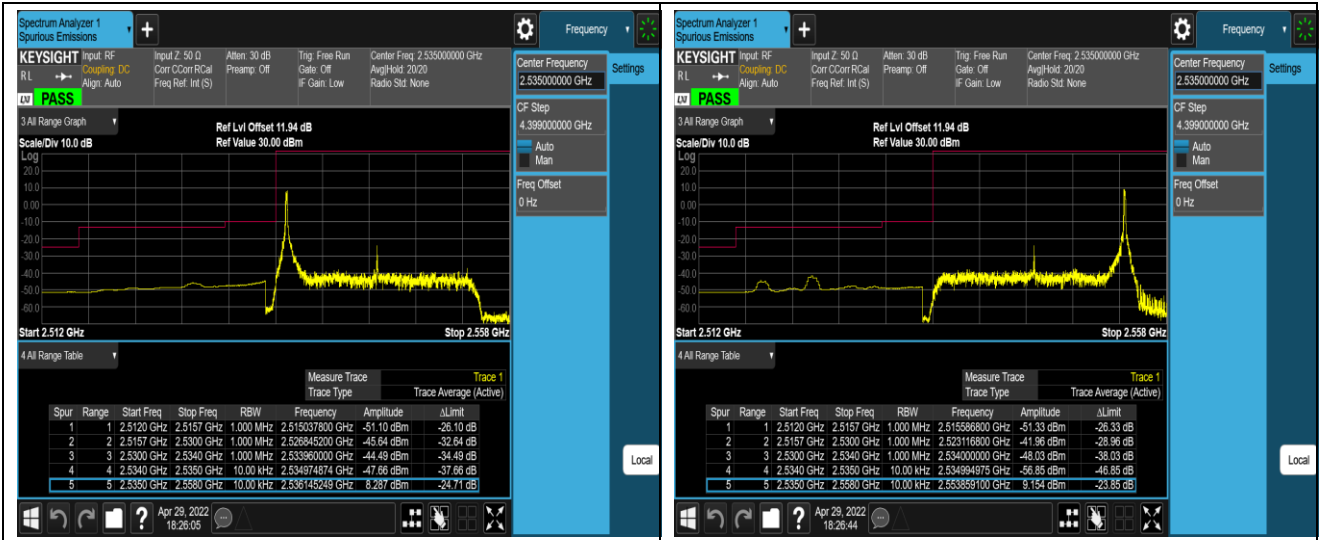 Spectrum Analyzer 1
Spurious Emissions
+
Frequency
KEYSIGHT Input: RF Input Z: 50 Ω Atten: 30 dB Trig: Free Run Center Freq: 2.535000000 GHz
RL Coupling: DC Corr CCorr RCal Preamp: Off Gate: Off Avg|Hold: 20/20
Align: Auto Freq Ref: Int (S) IF Gain: Low Radio Std: None
LXI PASS
Center Frequency
2.535000000 GHz
Settings
CF Step
4.399000000 GHz
Auto
Man
Freq Offset
0 Hz
3 All Range Graph
Ref Lvl Offset 11.94 dB
Scale/Div 10.0 dB Ref Value 30.00 dBm
Log
20.0
10.0
0.00
-10.0
-20.0
-30.0
-40.0
-50.0
-60.0
Start 2.512 GHz Stop 2.558 GHz
4 All Range Table
Measure Trace Trace 1
Trace Type Trace Average (Active)
Spur Range Start Freq Stop Freq RBW Frequency Amplitude ΔLimit
1 1 2.5120 GHz 2.5157 GHz 1.000 MHz 2.515037800 GHz -51.10 dBm -26.10 dB
2 2 2.5157 GHz 2.5300 GHz 1.000 MHz 2.526845200 GHz -45.64 dBm -32.64 dB
3 3 2.5300 GHz 2.5340 GHz 1.000 MHz 2.533960000 GHz -44.49 dBm -34.49 dB
4 4 2.5340 GHz 2.5350 GHz 10.00 kHz 2.534974874 GHz -47.66 dBm -37.66 dB
5 5 2.5350 GHz 2.5580 GHz 10.00 kHz 2.536145249 GHz 8.287 dBm -24.71 dB
Local
?
Apr 29, 2022
18:26:05
Spectrum Analyzer 1
Spurious Emissions
+
Frequency
KEYSIGHT Input: RF Input Z: 50 Ω Atten: 30 dB Trig: Free Run Center Freq: 2.535000000 GHz
RL Coupling: DC Corr CCorr RCal Preamp: Off Gate: Off Avg|Hold: 20/20
Align: Auto Freq Ref: Int (S) IF Gain: Low Radio Std: None
LXI PASS
Center Frequency
2.535000000 GHz
Settings
CF Step
4.399000000 GHz
Auto
Man
Freq Offset
0 Hz
3 All Range Graph
Ref Lvl Offset 11.94 dB
Scale/Div 10.0 dB Ref Value 30.00 dBm
Log
20.0
10.0
0.00
-10.0
-20.0
-30.0
-40.0
-50.0
-60.0
Start 2.512 GHz Stop 2.558 GHz
4 All Range Table
Measure Trace Trace 1
Trace Type Trace Average (Active)
Spur Range Start Freq Stop Freq RBW Frequency Amplitude ΔLimit
1 1 2.5120 GHz 2.5157 GHz 1.000 MHz 2.515586800 GHz -51.33 dBm -26.33 dB
2 2 2.5157 GHz 2.5300 GHz 1.000 MHz 2.523116800 GHz -41.96 dBm -28.96 dB
3 3 2.5300 GHz 2.5340 GHz 1.000 MHz 2.534000000 GHz -48.03 dBm -38.03 dB
4 4 2.5340 GHz 2.5350 GHz 10.00 kHz 2.534994975 GHz -56.85 dBm -46.85 dB
5 5 2.5350 GHz 2.5580 GHz 10.00 kHz 2.553859100 GHz 9.154 dBm -23.85 dB
Local
?
Apr 29, 2022
18:26:44